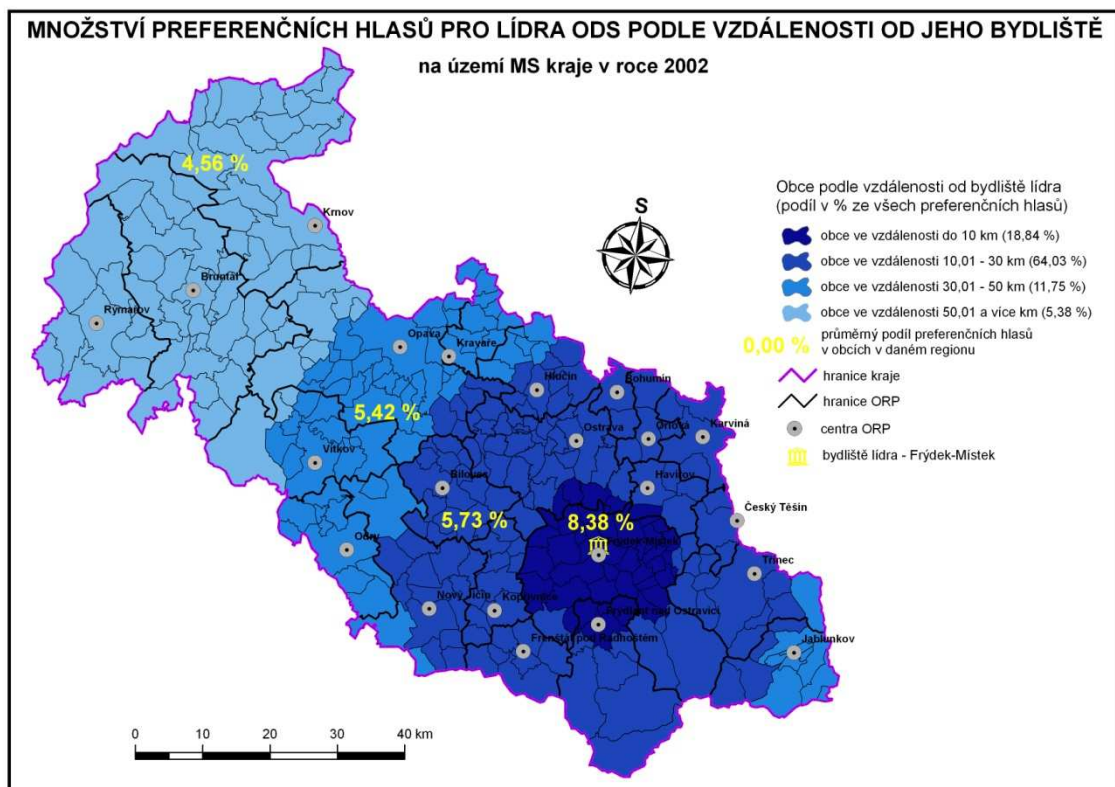 MNOŽSTVÍ PREFERENČNÍCH HLASŮ PRO LÍDRA ODS PODLE VZDÁLENOSTI OD JEHO BYDLIŠTĚ
na území MS kraje v roce 2002
4,56 %
Krnov
S
Obce podle vzdálenosti od bydliště lídra
(podíl v % ze všech preferenčních hlasů)
obce ve vzdálenosti do 10 km (18,84 %)
obce ve vzdálenosti 10,01 - 30 km (64,03 %)
obce ve vzdálenosti 30,01 - 50 km (11,75 %)
obce ve vzdálenosti 50,01 a více km (5,38 %)
0,00 %
průměrný podíl preferenčních hlasů
v obcích v daném regionu
hranice kraje
hranice ORP
centra ORP
bydliště lídra - Frýdek-Místek
Bruntál
Rýmařov
Opava
Kravaře
Hlučín
Bohumín
5,42 %
Ostrava
Orlová
Karviná
Vítkov
Bílovec
Havířov
5,73 %
8,38 %
Český Těšín
Frýdek-Místek
Odry
Třinec
Nový Jičín
Kopřivnice
Frýdlant nad Ostravicí
Frenštát pod Radhoštěm
Jablunkov
0 10 20 30 40 km